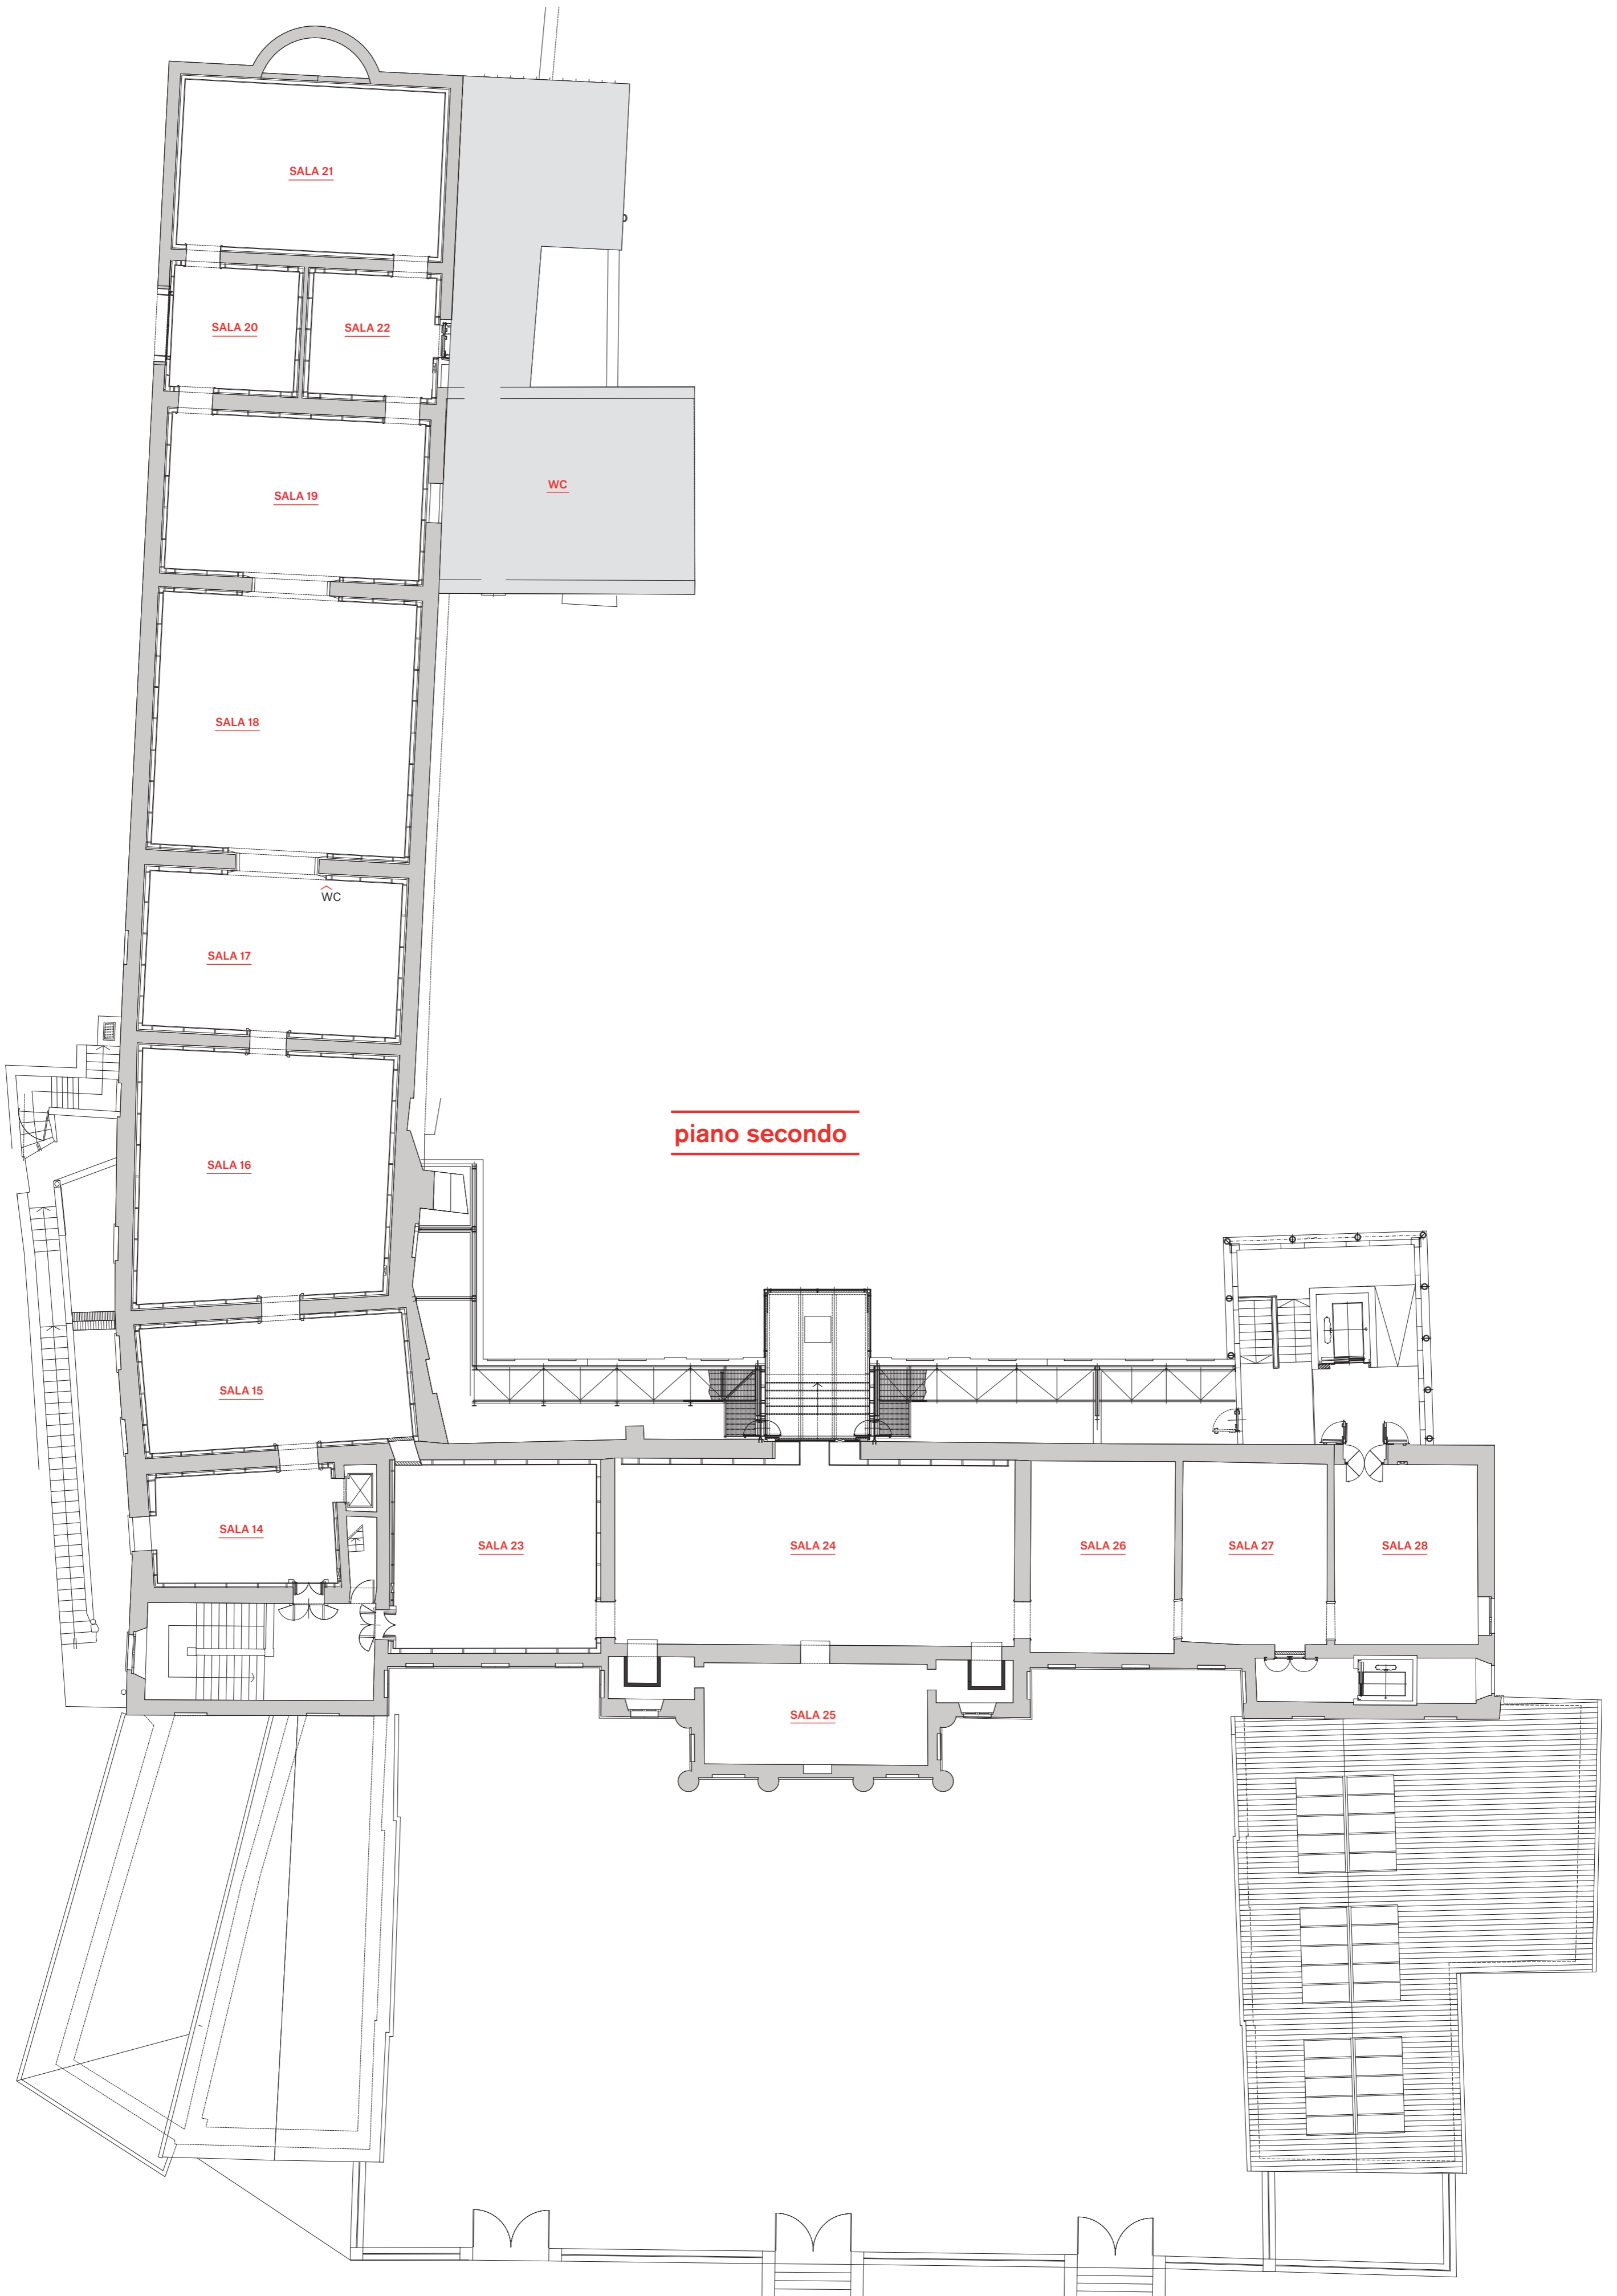 SALA 21
SALA 20
SALA 22
SALA 19
WC
SALA 18
WC
SALA 17
piano secondo
SALA 16
SALA 15
SALA 14
SALA 23
SALA 24
SALA 26
SALA 27
SALA 28
SALA 25